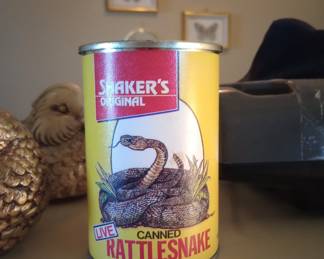 SHAKER'S
ORIGINAL
LIVE
CANNED
RATTLESNAKE